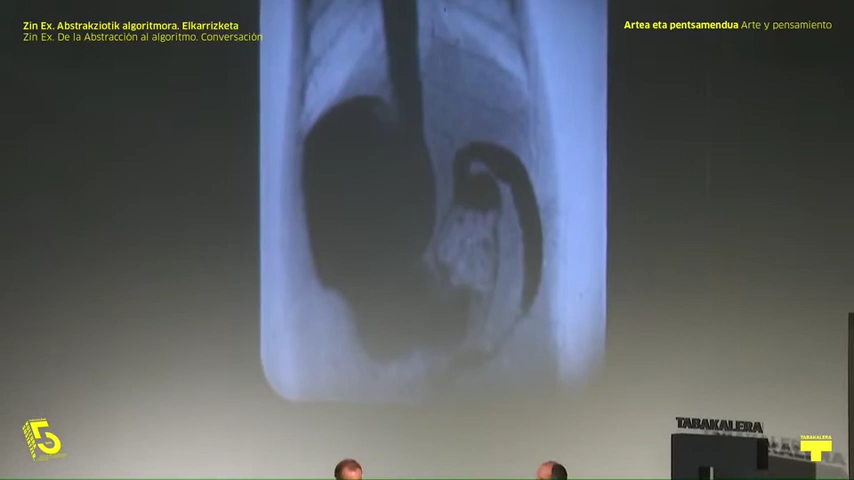 Zin Ex. Abstrakziotik algoritmora. Elkarrizketa
Zin Ex. De la Abstracción al algoritmo. Conversación
Artea eta pentsamendua Arte y pensamiento
TABAKALERA
TABAKALERA